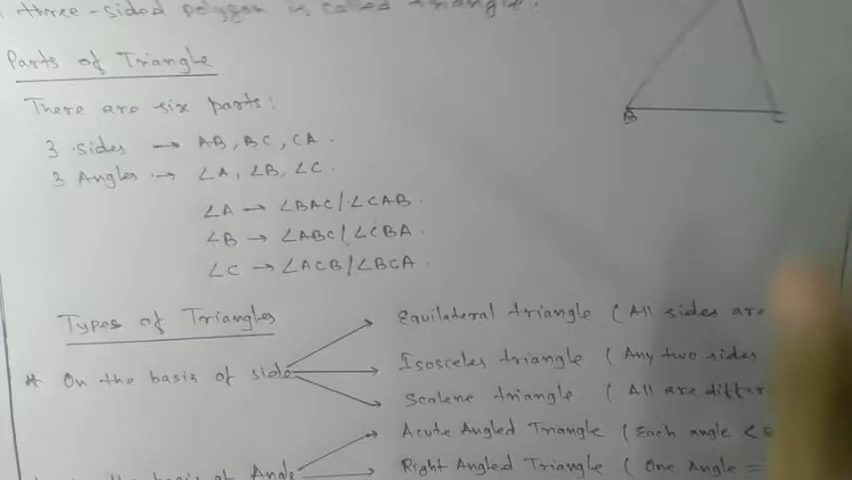 three-sided polygon is called triangle.
Parts of Triangle
There are six parts:
3 sides → AB, BC, CA.
3 Angles → ∠A, ∠B, ∠C.
∠A → ∠BAC/∠CAB.
∠B → ∠ABC/∠CBA.
∠C → ∠ACB/∠BCA.
B C
Types of Triangles
Equilateral triangle (All sides are
* On the basis of side
Isosceles triangle (Any two sides
Scalene triangle (All are differ
Acute Angled Triangle (Each angle <
the basis of Angle
Right Angled Triangle (One Angle =